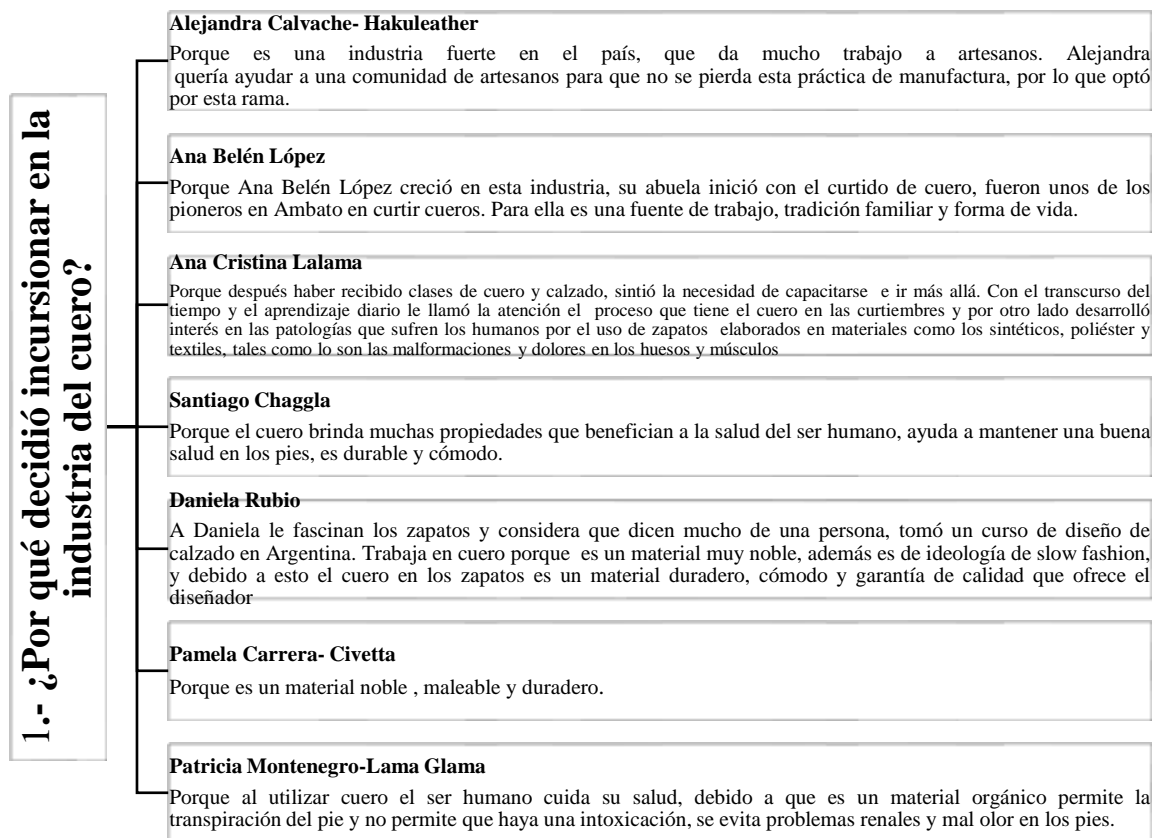 1.- ¿Por qué decidió incursionar en la
industria del cuero?
Alejandra Calvache- Hakuleather
Porque es una industria fuerte en el país, que da mucho trabajo a artesanos. Alejandra
quería ayudar a una comunidad de artesanos para que no se pierda esta práctica de manufactura, por lo que optó
por esta rama.
Ana Belén López
Porque Ana Belén López creció en esta industria, su abuela inició con el curtido de cuero, fueron unos de los
pioneros en Ambato en curtir cueros. Para ella es una fuente de trabajo, tradición familiar y forma de vida.
Ana Cristina Lalama
Porque después haber recibido clases de cuero y calzado, sintió la necesidad de capacitarse e ir más allá. Con el transcurso del
tiempo y el aprendizaje diario le llamó la atención el proceso que tiene el cuero en las curtiembres y por otro lado desarrolló
interés en las patologías que sufren los humanos por el uso de zapatos elaborados en materiales como los sintéticos, poliéster y
textiles, tales como lo son las malformaciones y dolores en los huesos y músculos
Santiago Chaggla
Porque el cuero brinda muchas propiedades que benefician a la salud del ser humano, ayuda a mantener una buena
salud en los pies, es durable y cómodo.
Daniela Rubio
A Daniela le fascinan los zapatos y considera que dicen mucho de una persona, tomó un curso de diseño de
calzado en Argentina. Trabaja en cuero porque es un material muy noble, además es de ideología de slow fashion,
y debido a esto el cuero en los zapatos es un material duradero, cómodo y garantía de calidad que ofrece el
diseñador
Pamela Carrera- Civetta
Porque es un material noble , maleable y duradero.
Patricia Montenegro-Lama Glama
Porque al utilizar cuero el ser humano cuida su salud, debido a que es un material orgánico permite la
transpiración del pie y no permite que haya una intoxicación, se evita problemas renales y mal olor en los pies.